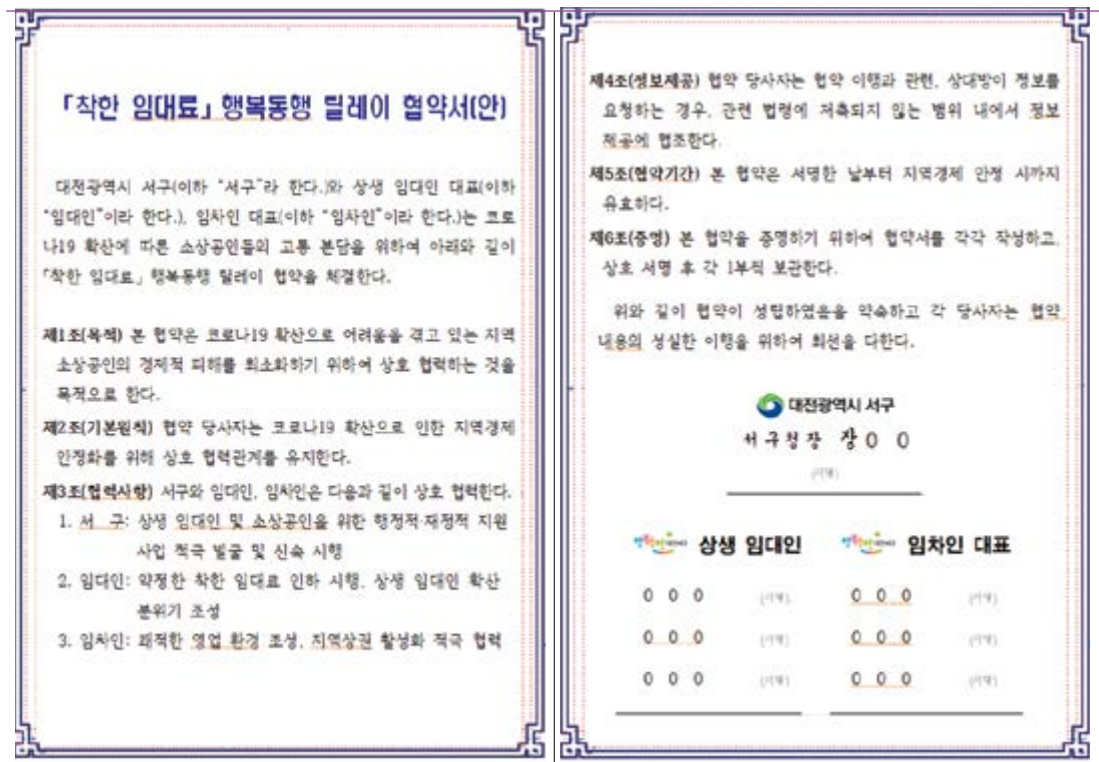 「착한 임대료」 행복동행 릴레이 협약서(안)
대전광역시 서구(이하 “서구”라 한다.)와 상생 임대인 대표(이하
“임대인”이라 한다.), 임차인 대표(이하 “임차인”이라 한다.)는 코로
나19 확산에 따른 소상공인들의 고통 분담을 위하여 아래와 같이
「착한 임대료」 행복동행 릴레이 협약을 체결한다.
제1조(목적) 본 협약은 코로나19 확산으로 어려움을 겪고 있는 지역
소상공인의 경제적 피해를 최소화하기 위하여 상호 협력하는 것을
목적으로 한다.
제2조(기본원칙) 협약 당사자는 코로나19 확산으로 인한 지역경제
안정화를 위해 상호 협력관계를 유지한다.
제3조(협력사항) 서구와 임대인, 임차인은 다음과 같이 상호 협력한다.
1. 서 구: 상생 임대인 및 소상공인을 위한 행정적·재정적 지원
사업 적극 발굴 및 신속 시행
2. 임대인: 약정한 착한 임대료 인하 시행, 상생 임대인 확산
분위기 조성
3. 임차인: 쾌적한 영업 환경 조성, 지역상권 활성화 적극 협력
제4조(정보제공) 협약 당사자는 협약 이행과 관련, 상대방이 정보를
요청하는 경우, 관련 법령에 저촉되지 않는 범위 내에서 정보
제공에 협조한다.
제5조(협약기간) 본 협약은 서명한 날부터 지역경제 안정 시까지
유효하다.
제6조(증명) 본 협약을 증명하기 위하여 협약서를 각각 작성하고,
상호 서명 후 각 1부씩 보관한다.
위와 같이 협약이 성립하였음을 약속하고 각 당사자는 협약
내용의 성실한 이행을 위하여 최선을 다한다.
대전광역시 서구
서구청장 장ㅇ ㅇ
(서명)
상생 임대인 임차인 대표
ㅇ ㅇ ㅇ (서명) ㅇ ㅇ ㅇ (서명)
ㅇ ㅇ ㅇ (서명) ㅇ ㅇ ㅇ (서명)
ㅇ ㅇ ㅇ (서명) ㅇ ㅇ ㅇ (서명)